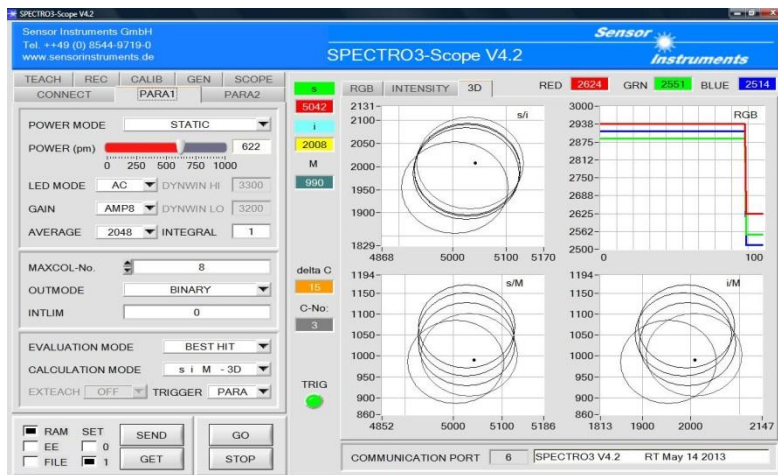 SPECTRO3-Scope V4.2
Sensor Instruments GmbH
Tel. ++49 (0) 8544-9719-0
www.sensorinstruments.de
SPECTRO3-Scope V4.2
Sensor Instruments
TEACH REC CALIB GEN SCOPE
CONNECT PARA1 PARA2
POWER MODE STATIC
POWER (pm) 622
0 250 500 750 1000
LED MODE AC DYNWIN HI 3300
GAIN AMP8 DYNWIN LO 3200
AVERAGE 2048 INTEGRAL 1
MAXCOL-No. 8
OUTMODE BINARY
INTLIM 0
EVALUATION MODE BEST HIT
CALCULATION MODE s i M - 3D
EXTEACH OFF TRIGGER PARA
RAM SET
EE 0
FILE 1
SEND GO
GET STOP
s
5042
i
2008
M
990
delta C
15
C-No:
3
TRIG
RGB INTENSITY 3D
RED 2624 GRN 2551 BLUE 2514
s/i
2131-
2100-
2050-
2000-
1950-
1900-
1829-
4868 5000 5100 5170
RGB
3000-
2938-
2875-
2812-
2750-
2688-
2625-
2562-
2500-
0 100
s/M
1194-
1150-
1100-
1050-
1000-
950-
900-
860-
4852 5000 5100 5186
i/M
1194-
1150-
1100-
1050-
1000-
950-
900-
860-
1813 1900 2000 2147
COMMUNICATION PORT 6 SPECTRO3 V4.2 RT May 14 2013